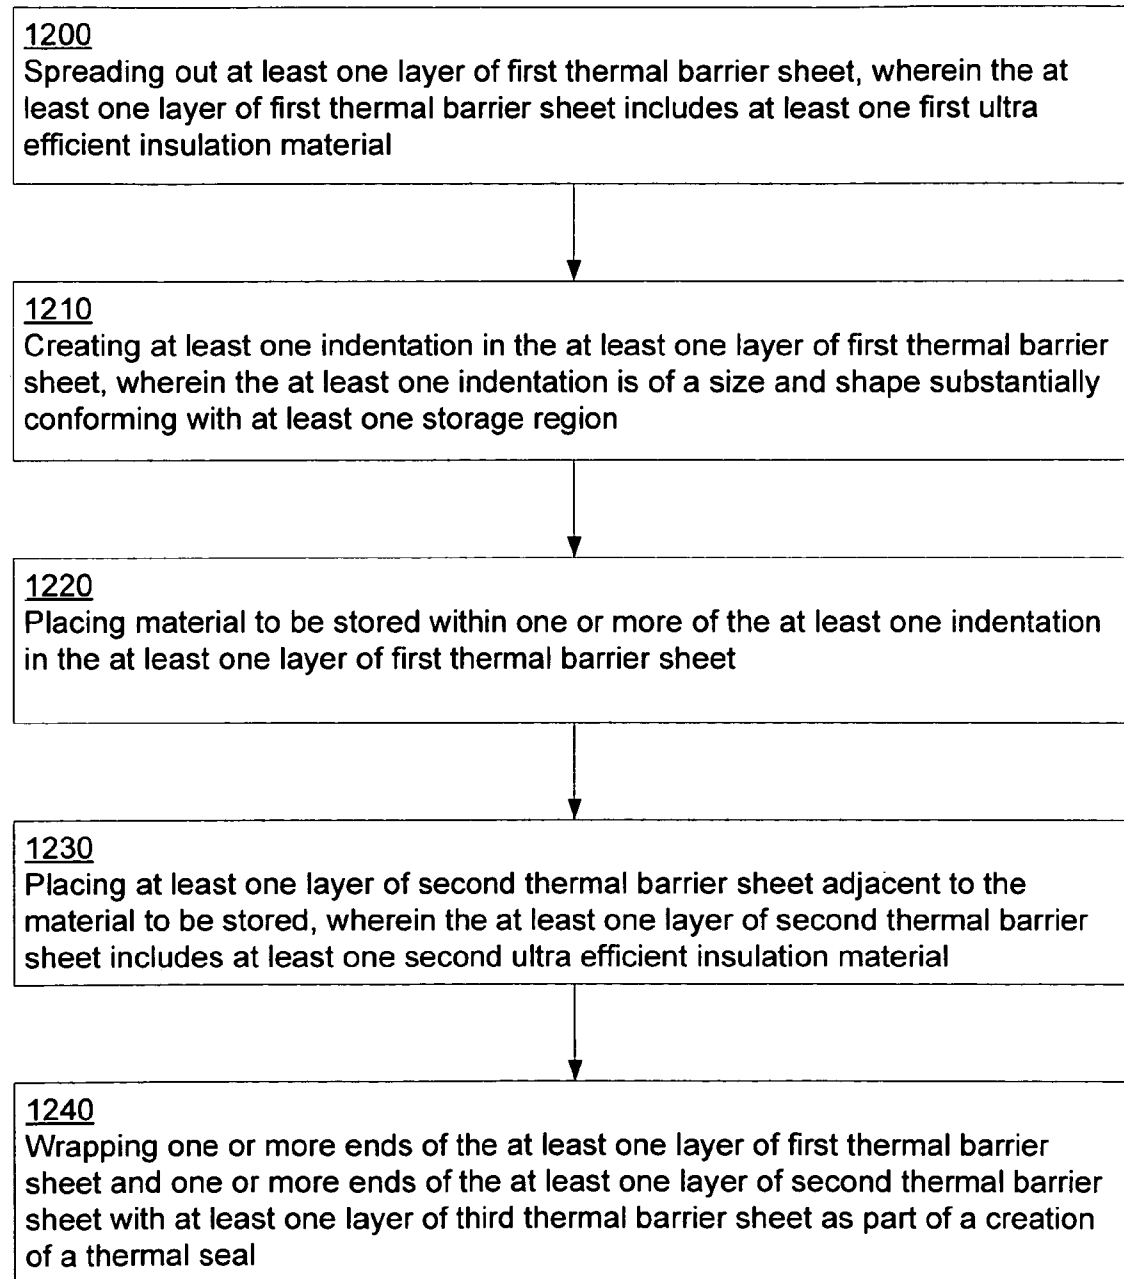 1200
Spreading out at least one layer of first thermal barrier sheet, wherein the at
least one layer of first thermal barrier sheet includes at least one first ultra
efficient insulation material
1210
Creating at least one indentation in the at least one layer of first thermal barrier
sheet, wherein the at least one indentation is of a size and shape substantially
conforming with at least one storage region
1220
Placing material to be stored within one or more of the at least one indentation
in the at least one layer of first thermal barrier sheet
1230
Placing at least one layer of second thermal barrier sheet adjacent to the
material to be stored, wherein the at least one layer of second thermal barrier
sheet includes at least one second ultra efficient insulation material
1240
Wrapping one or more ends of the at least one layer of first thermal barrier
sheet and one or more ends of the at least one layer of second thermal barrier
sheet with at least one layer of third thermal barrier sheet as part of a creation
of a thermal seal